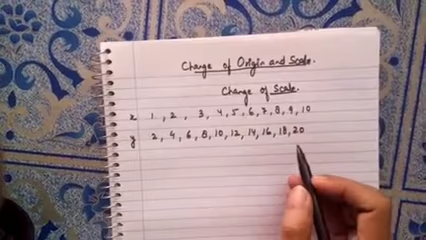 Change of Origin and Scale.
Change of Scale.
x 1, 2, 3, 4, 5, 6, 7, 8, 9, 10
y 2, 4, 6, 8, 10, 12, 14, 16, 18, 20